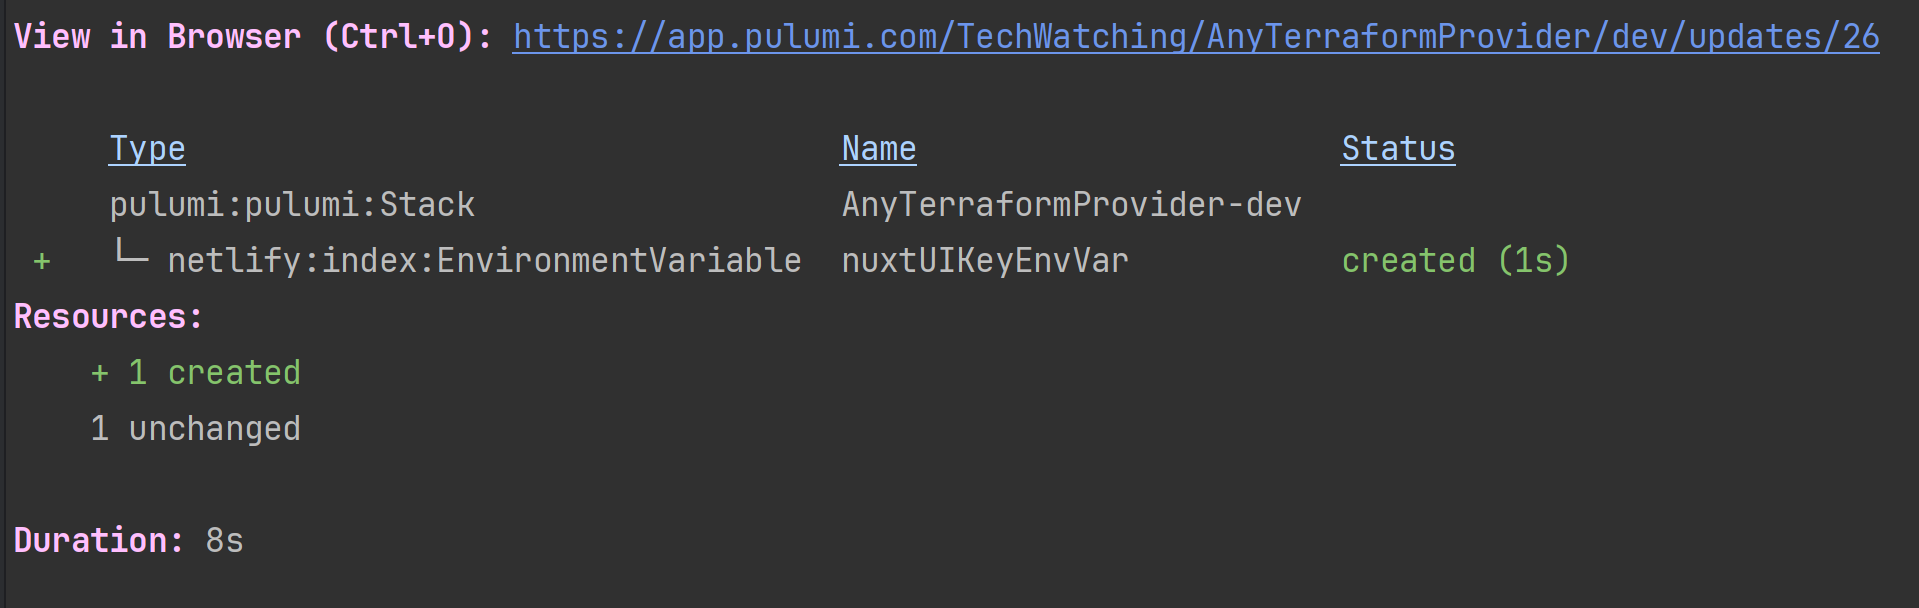 View in Browser (Ctrl+O): https://app.pulumi.com/TechWatching/AnyTerraformProvider/dev/updates/26
Type Name Status
pulumi:pulumi:Stack AnyTerraformProvider-dev
+ └─ netlify:index:EnvironmentVariable nuxtUIKeyEnvVar created (1s)
Resources:
+ 1 created
1 unchanged
Duration: 8s